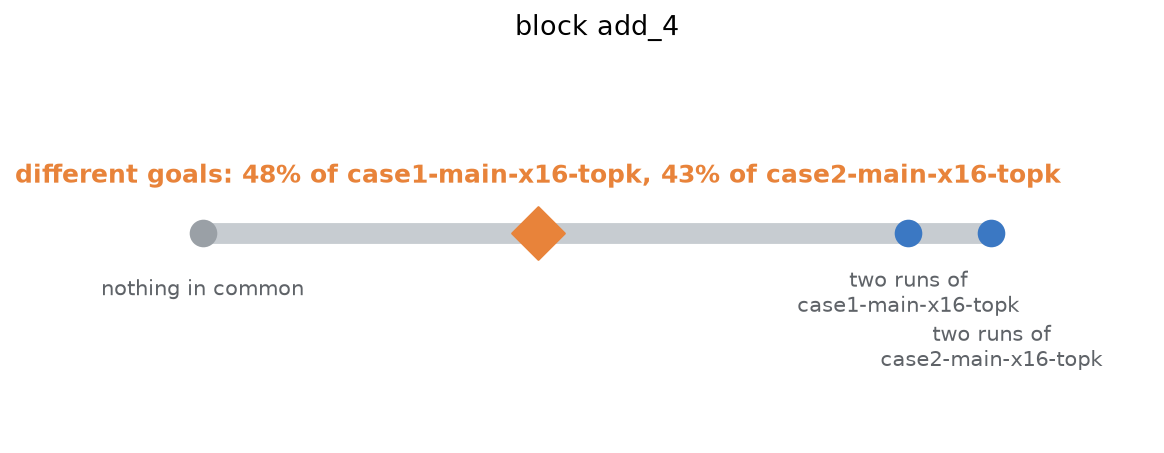 block add_4
different goals: 48% of case1-main-x16-topk, 43% of case2-main-x16-topk
nothing in common
two runs of
case1-main-x16-topk
two runs of
case2-main-x16-topk